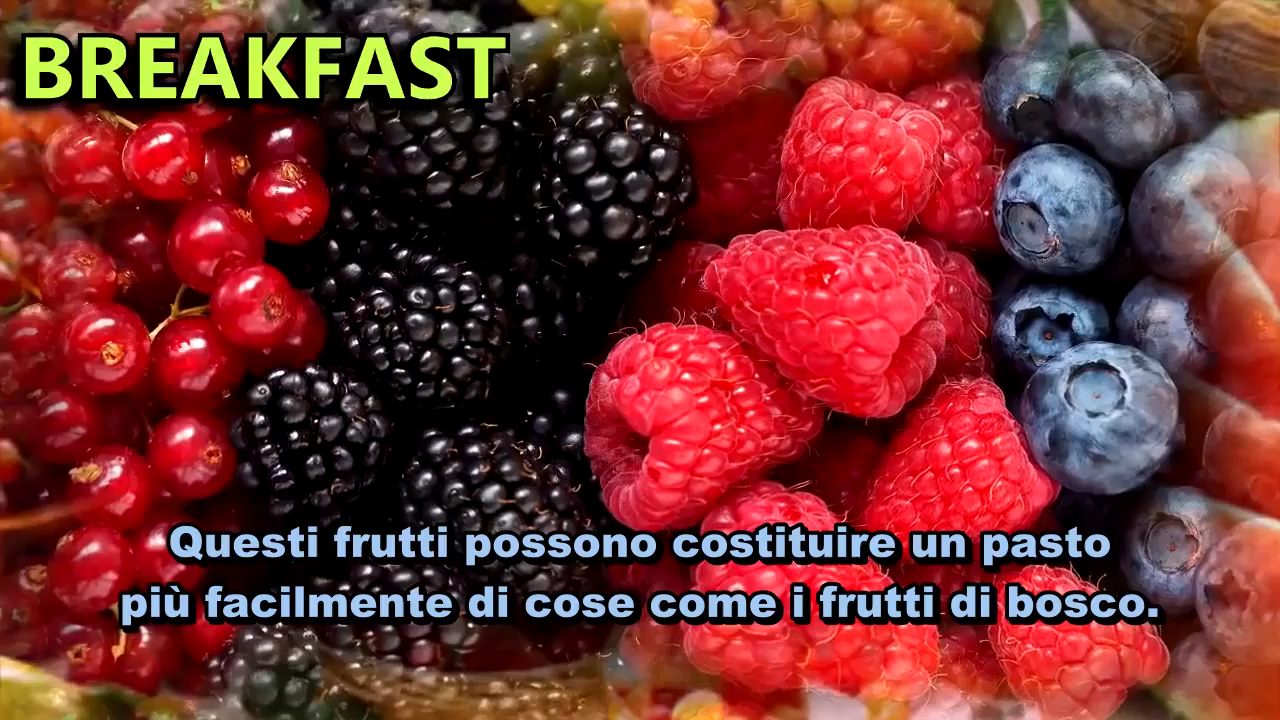 BREAKFAST
Questi frutti possono costituire un pasto
più facilmente di cose come i frutti di bosco.